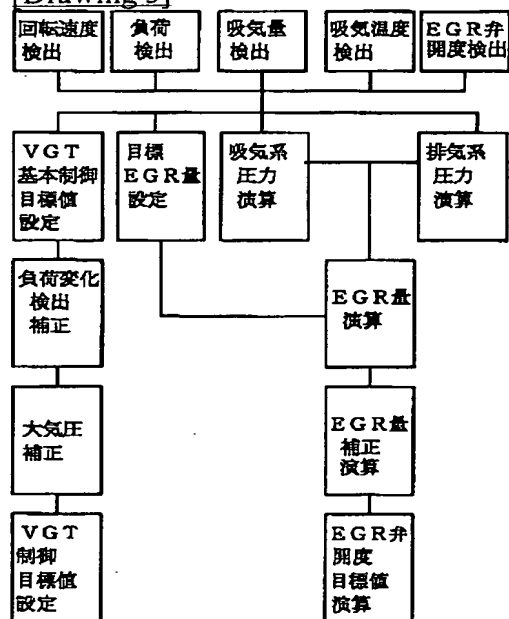 [Drawing 3]
回転速度
検出
負荷
検出
吸気量
検出
吸気温度
検出
EGR弁
開度検出
VGT
基本制御
目標値
設定
目標
EGR量
設定
吸気系
圧力
演算
排気系
圧力
演算
負荷変化
検出
補正
EGR量
演算
大気圧
補正
EGR量
補正
演算
VGT
制御
目標値
設定
EGR弁
開度
目標値
演算